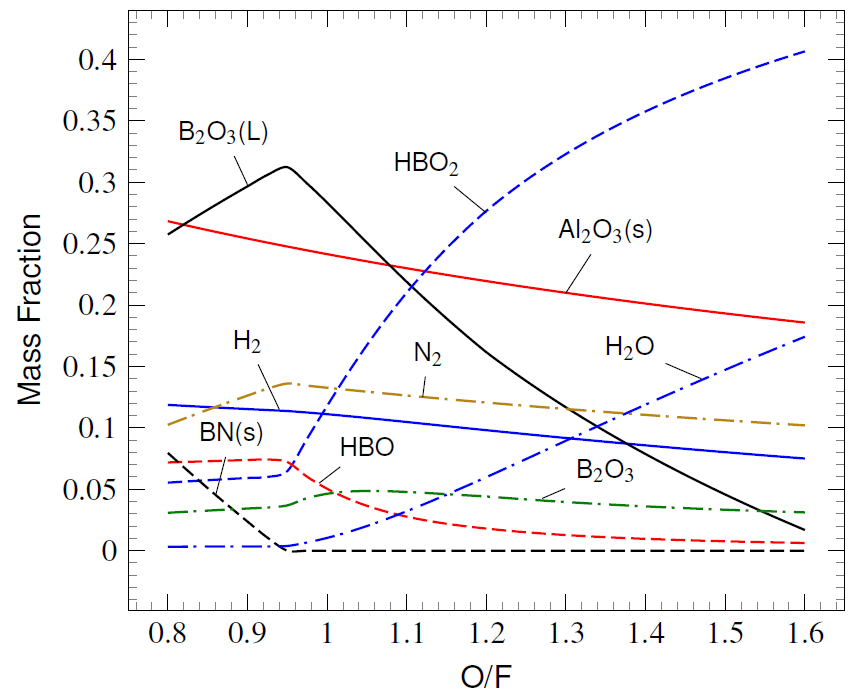 0.4
0.35
0.3
0.25
0.2
0.15
0.1
0.05
0
Mass Fraction
B₂O₃(L)
HBO₂
Al₂O₃(s)
H₂
N₂
H₂O
BN(s)
HBO
B₂O₃
0.8 0.9 1 1.1 1.2 1.3 1.4 1.5 1.6
O/F